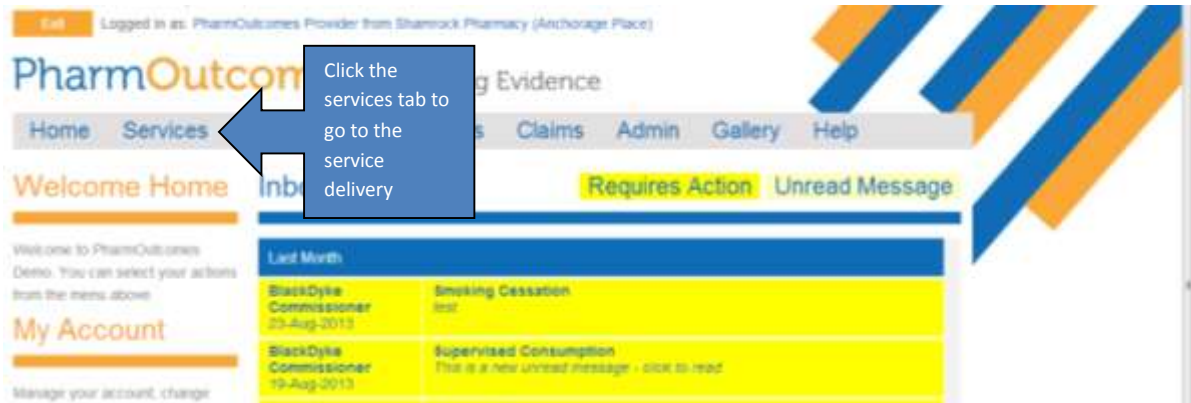 Exit Logged in as: PharmOutcomes Provider from Shamrock Pharmacy (Anchorage Place)
PharmOutcom
g Evidence
Click the
services tab to
go to the
service
delivery
Home Services s Claims Admin Gallery Help
Welcome Home
Inb
Requires Action Unread Message
Welcome to PharmOutcomes
Demo. You can select your actions
from the menu above
My Account
Manage your account, change
Last Month
BlackDyke
Commissioner
23-Aug-2013
Smoking Cessation
test
BlackDyke
Commissioner
19-Aug-2013
Supervised Consumption
This is a new unread message - click to read